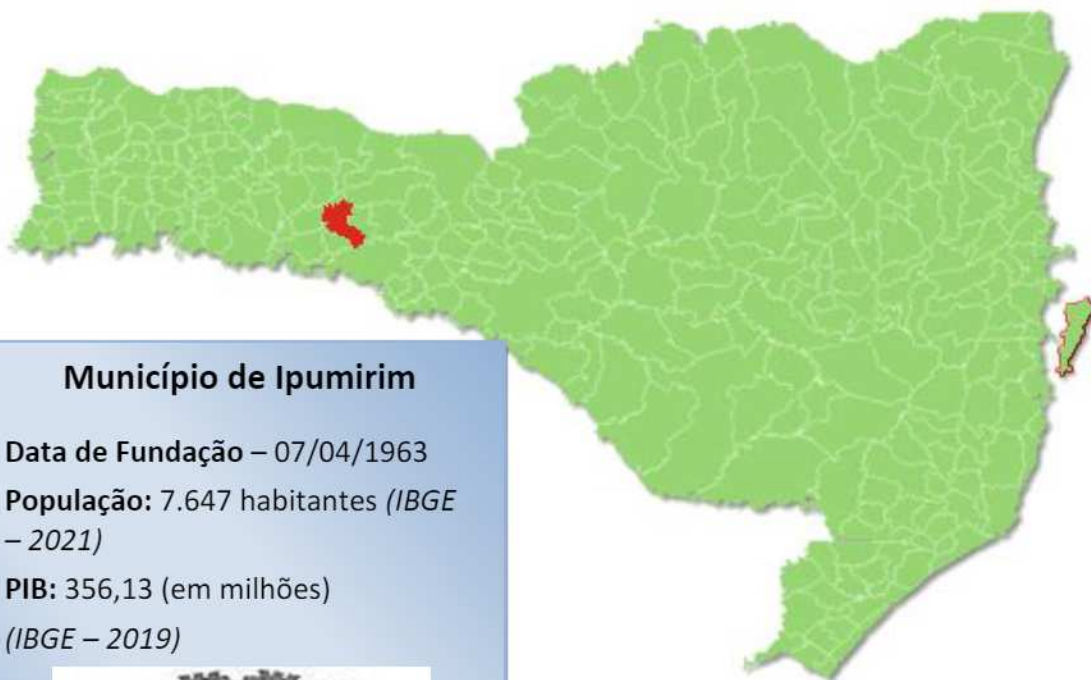 Município de Ipumirim
Data de Fundação – 07/04/1963
População: 7.647 habitantes (IBGE
– 2021)
PIB: 356,13 (em milhões)
(IBGE – 2019)